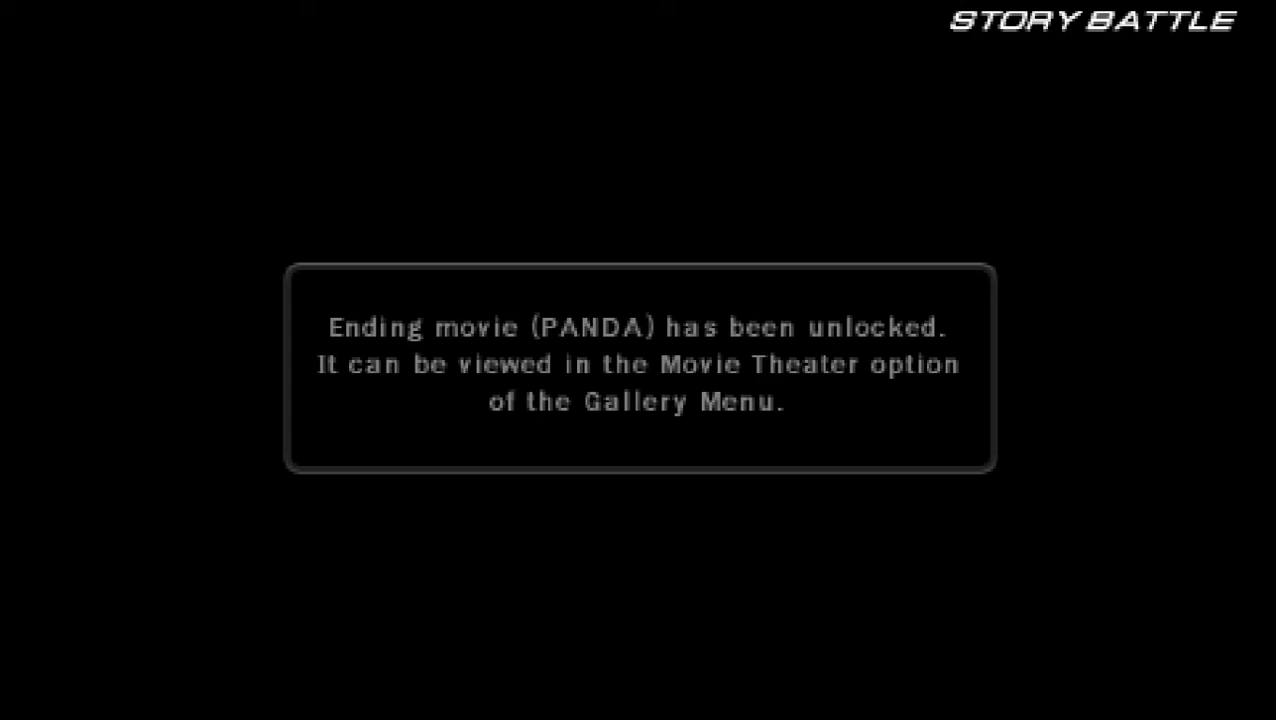 STORY BATTLE
Ending movie (PANDA) has been unlocked.
It can be viewed in the Movie Theater option
of the Gallery Menu.